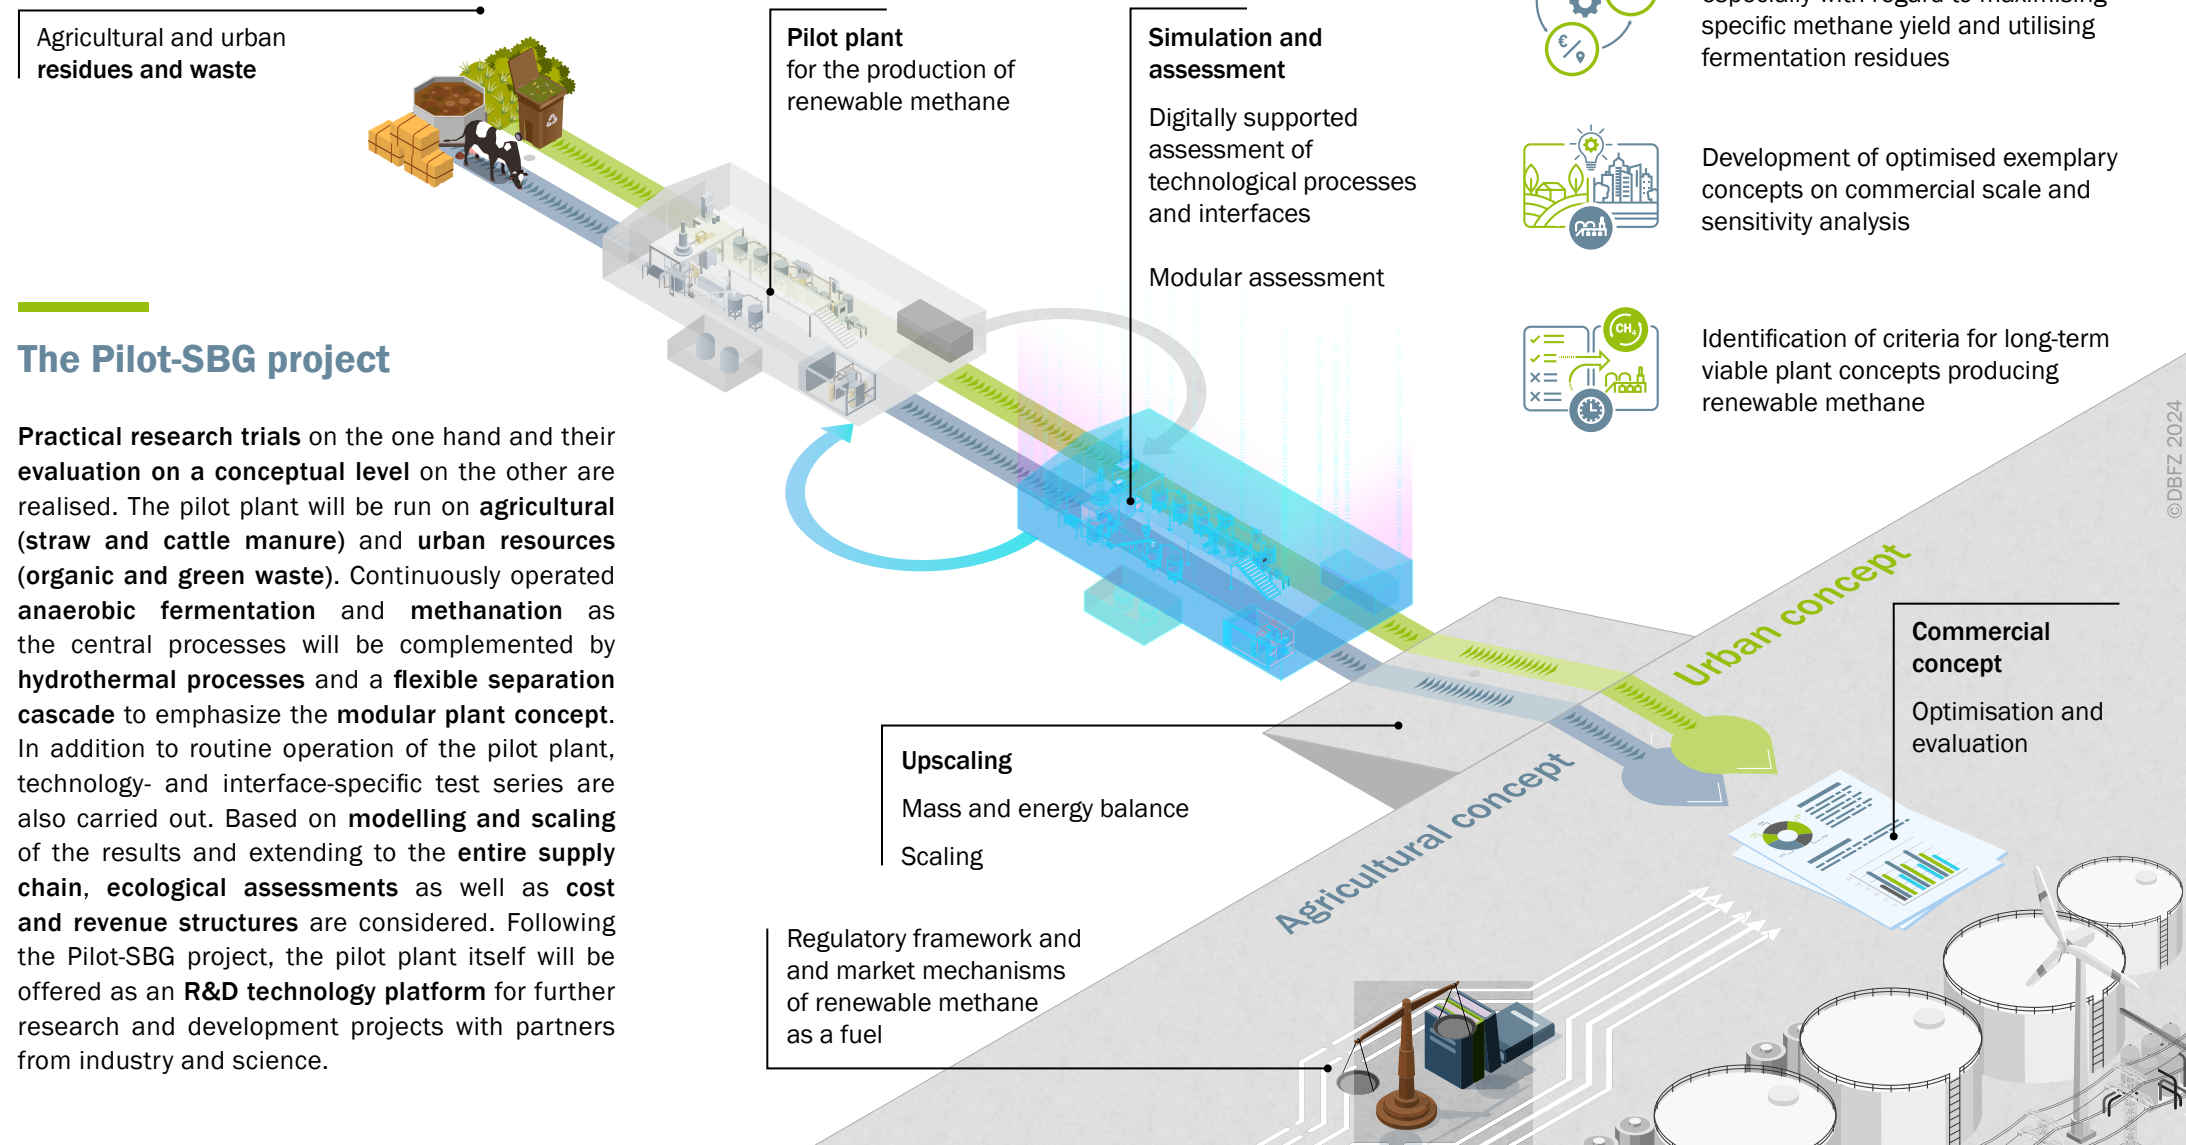 Agricultural and urban
residues and waste
Pilot plant
for the production of
renewable methane
Simulation and
assessment
Digitally supported
assessment of
technological processes
and interfaces
Modular assessment
especially with regard to maximising
specific methane yield and utilising
fermentation residues
€/
Development of optimised exemplary
concepts on commercial scale and
sensitivity analysis
CH₄
Identification of criteria for long-term
viable plant concepts producing
renewable methane
©DBFZ 2024
The Pilot-SBG project
Practical research trials on the one hand and their
evaluation on a conceptual level on the other are
realised. The pilot plant will be run on agricultural
(straw and cattle manure) and urban resources
(organic and green waste). Continuously operated
anaerobic fermentation and methanation as
the central processes will be complemented by
hydrothermal processes and a flexible separation
cascade to emphasize the modular plant concept.
In addition to routine operation of the pilot plant,
technology- and interface-specific test series are
also carried out. Based on modelling and scaling
of the results and extending to the entire supply
chain, ecological assessments as well as cost
and revenue structures are considered. Following
the Pilot-SBG project, the pilot plant itself will be
offered as an R&D technology platform for further
research and development projects with partners
from industry and science.
Urban concept
Agricultural concept
Commercial
concept
Optimisation and
evaluation
Upscaling
Mass and energy balance
Scaling
Regulatory framework and
and market mechanisms
of renewable methane
as a fuel